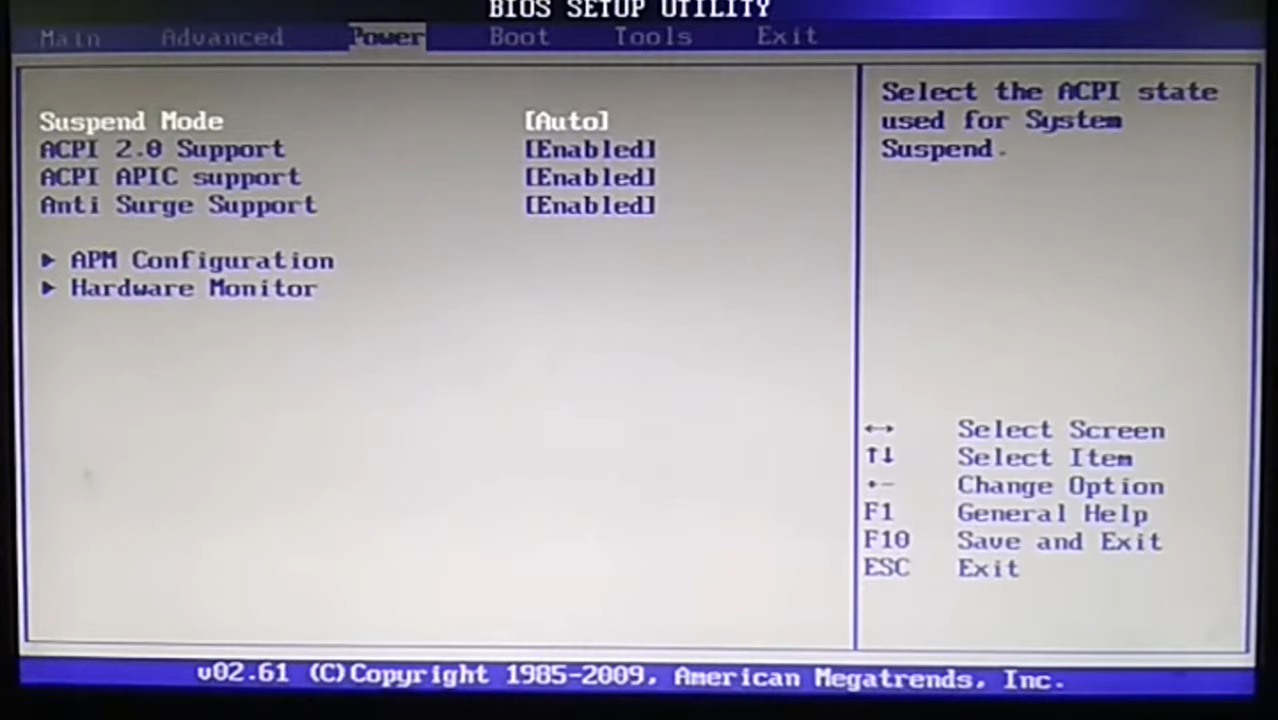 BIOS SETUP UTILITY
Main Advanced Power Boot Tools Exit
Suspend Mode [Auto]
ACPI 2.0 Support [Enabled]
ACPI APIC support [Enabled]
Anti Surge Support [Enabled]
▶ APM Configuration
▶ Hardware Monitor
Select the ACPI state
used for System
Suspend.
↔ Select Screen
↑↓ Select Item
+- Change Option
F1 General Help
F10 Save and Exit
ESC Exit
v02.61 (C)Copyright 1985-2009, American Megatrends, Inc.